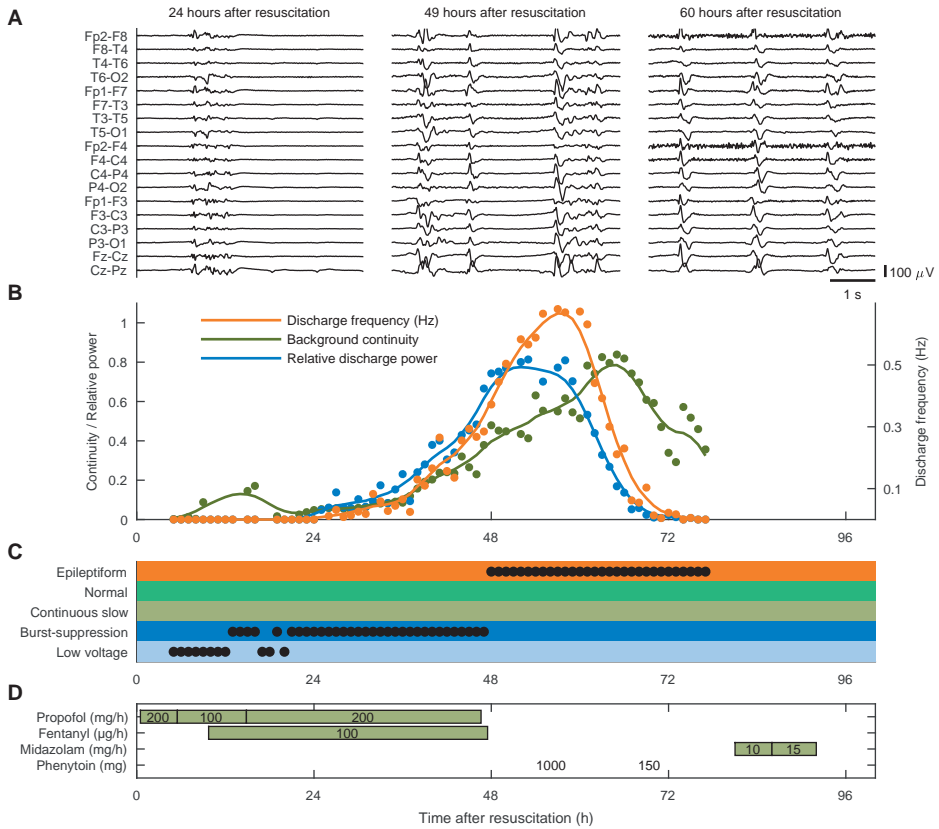 A
24 hours after resuscitation
49 hours after resuscitation
60 hours after resuscitation
Fp2-F8
F8-T4
T4-T6
T6-O2
Fp1-F7
F7-T3
T3-T5
T5-O1
Fp2-F4
F4-C4
C4-P4
P4-O2
Fp1-F3
F3-C3
C3-P3
P3-O1
Fz-Cz
Cz-Pz
100 μV
1 s
B
Continuity / Relative power
1
0.8
0.6
0.4
0.2
0
Discharge frequency (Hz)
Background continuity
Relative discharge power
0.5
0.3
0.1
Discharge frequency (Hz)
0 24 48 72 96
C
Epileptiform
Normal
Continuous slow
Burst-suppression
Low voltage
0 24 48 72 96
D
Propofol (mg/h) 200 100 200
Fentanyl (μg/h) 100
Midazolam (mg/h) 10 15
Phenytoin (mg) 1000 150
0 24 48 72 96
Time after resuscitation (h)